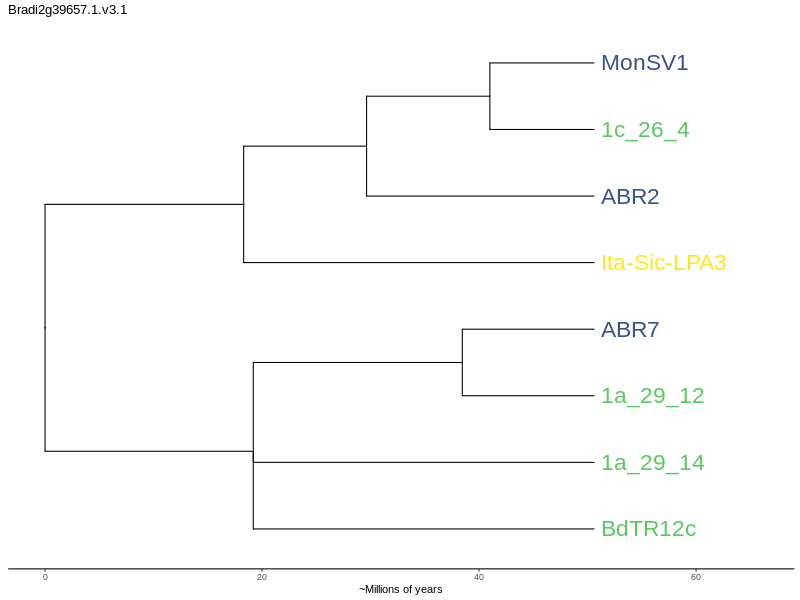 Bradi2g39657.1.v3.1
MonSV1
1c_26_4
ABR2
Ita-Sic-LPA3
ABR7
1a_29_12
1a_29_14
BdTR12c
0 20 40 60
~Millions of years